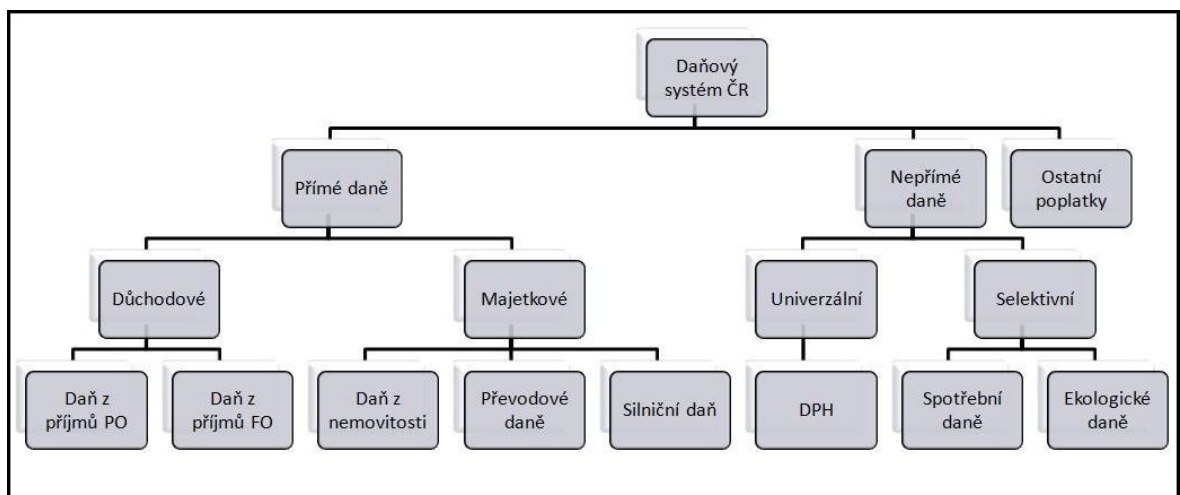 Daňový
systém ČR
Přímé daně
Nepřímé
daně
Ostatní
poplatky
Důchodové
Majetkové
Univerzální
Selektivní
Daň z
příjmů PO
Daň z
příjmů FO
Daň z
nemovitosti
Převodové
daně
Silniční daň
DPH
Spotřební
daně
Ekologické
daně